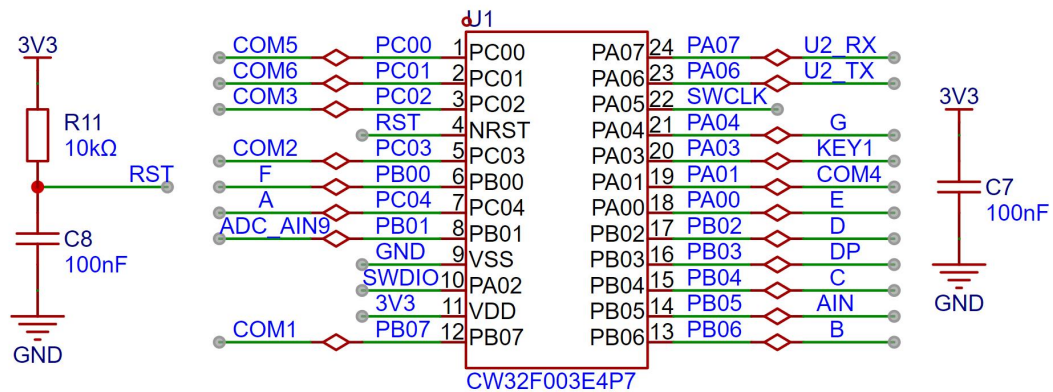 U1
3V3
R11
10kΩ
RST
C8
100nF
GND
COM5 PC00 1 PC00 PA07 24 PA07 U2_RX
COM6 PC01 2 PC01 PA06 23 PA06 U2_TX
COM3 PC02 3 PC02 PA05 22 SWCLK
RST 4 NRST PA04 21 PA04 G
COM2 PC03 5 PC03 PA03 20 PA03 KEY1
F PB00 6 PB00 PA01 19 PA01 COM4
A PC04 7 PC04 PA00 18 PA00 E
ADC_AIN9 PB01 8 PB01 PB02 17 PB02 D
GND 9 VSS PB03 16 PB03 DP
SWDIO 10 PA02 PB04 15 PB04 C
3V3 11 VDD PB05 14 PB05 AIN
COM1 PB07 12 PB07 PB06 13 PB06 B
CW32F003E4P7
3V3
C7
100nF
GND